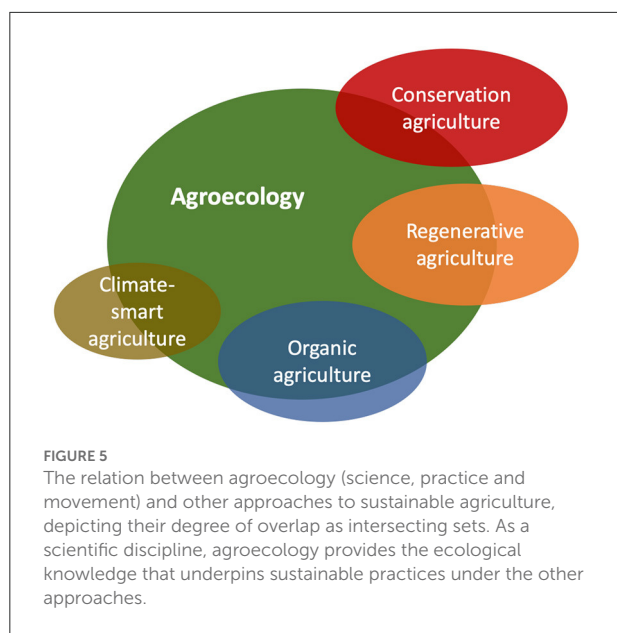 Conservation
agriculture
Agroecology
Regenerative
agriculture
Climate-
smart
agriculture
Organic
agriculture
FIGURE 5
The relation between agroecology (science, practice and
movement) and other approaches to sustainable agriculture,
depicting their degree of overlap as intersecting sets. As a
scientific discipline, agroecology provides the ecological
knowledge that underpins sustainable practices under the other
approaches.